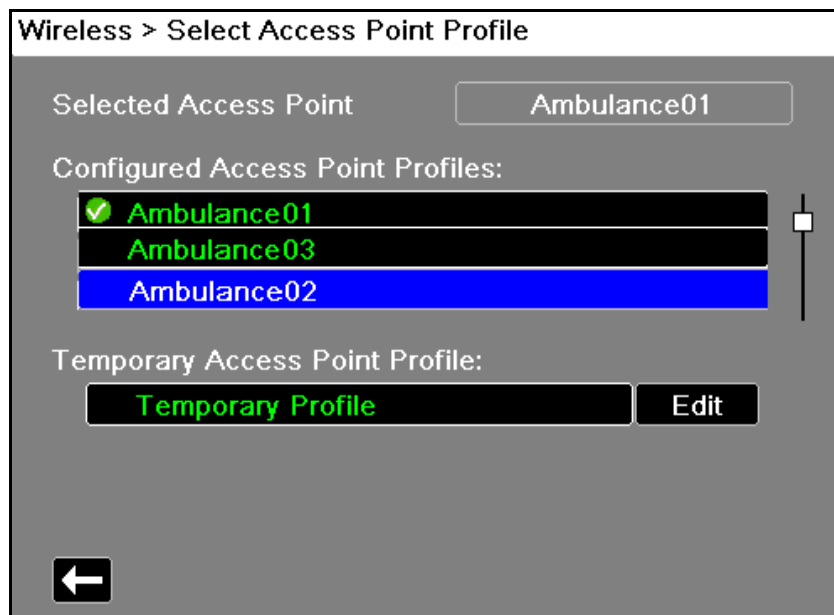 Wireless > Select Access Point Profile
Selected Access Point Ambulance01
Configured Access Point Profiles:
Ambulance01
Ambulance03
Ambulance02
Temporary Access Point Profile:
Temporary Profile Edit